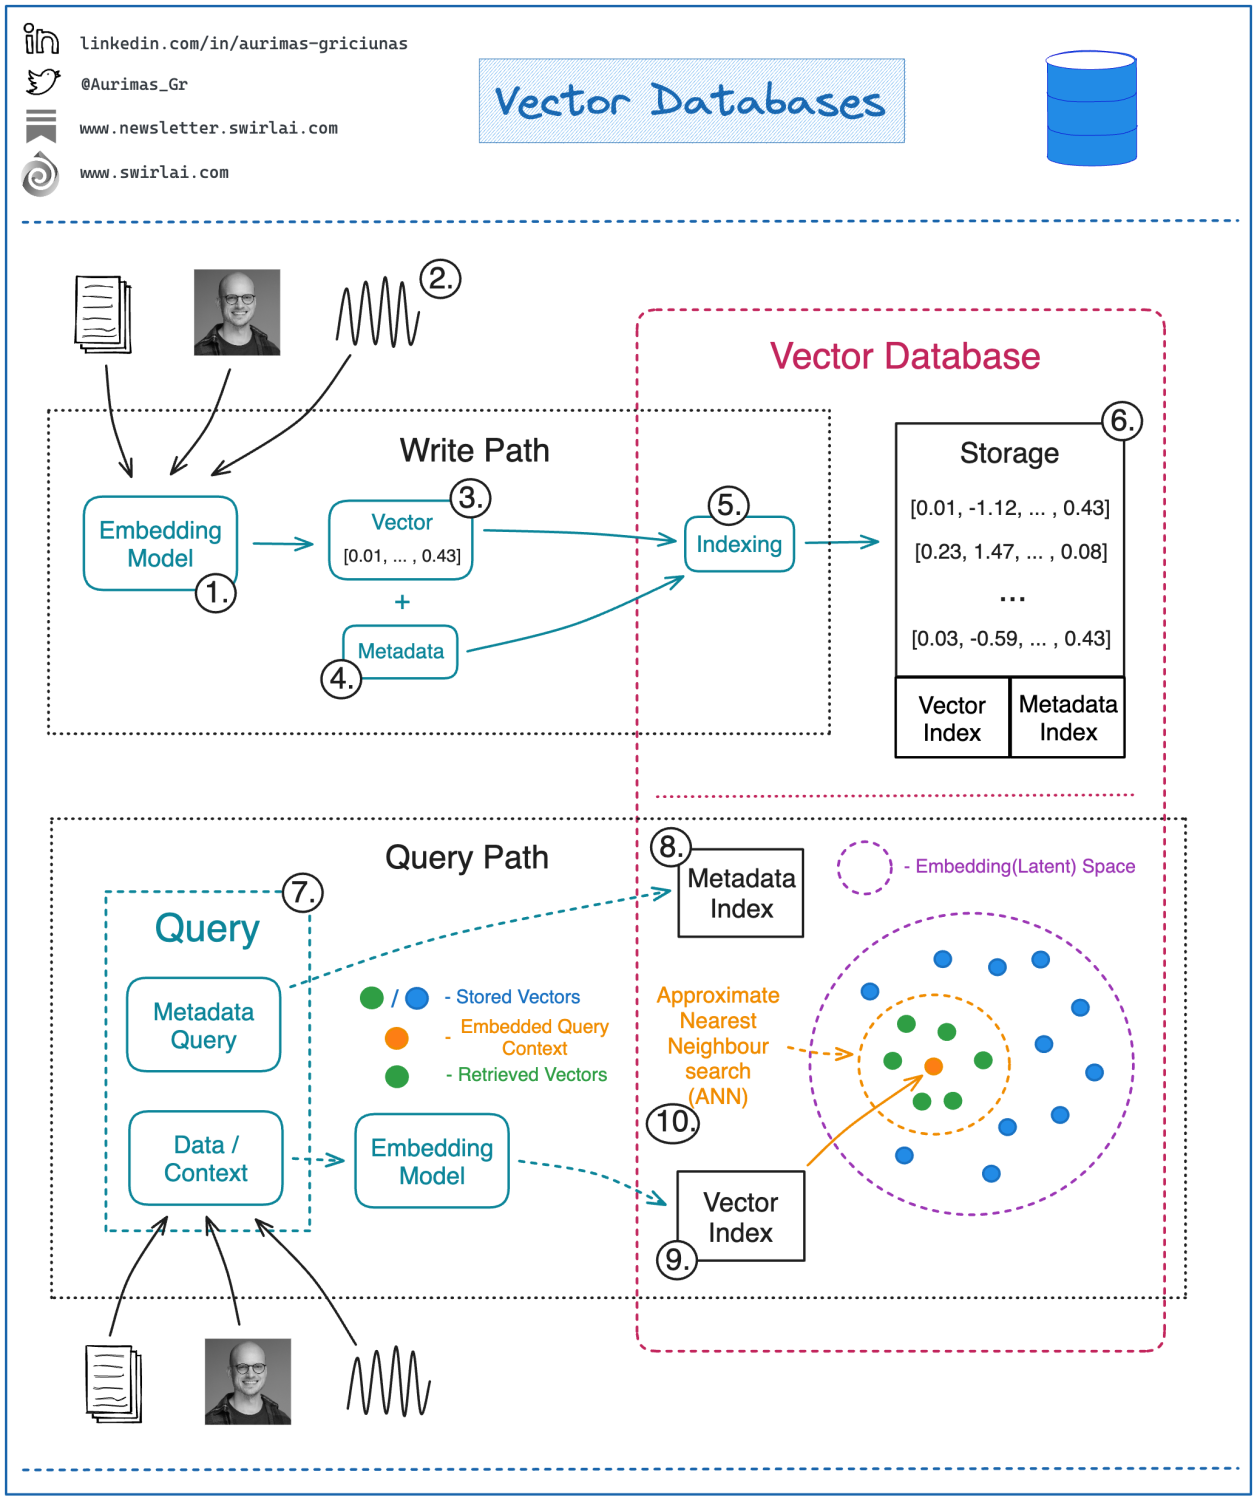 linkedin.com/in/aurimas-griciunas
@Aurimas_Gr
www.newsletter.swirlai.com
www.swirlai.com
Vector Databases
2.
Vector Database
Write Path
Embedding
Model
1.
3.
Vector
[0.01, ... , 0.43]
+
Metadata
4.
5.
Indexing
6.
Storage
[0.01, -1.12, ... , 0.43]
[0.23, 1.47, ... , 0.08]
...
[0.03, -0.59, ... , 0.43]
Vector
Index
Metadata
Index
Query Path
7.
Query
Metadata
Query
Data /
Context
Embedding
Model
/ - Stored Vectors
- Embedded Query
Context
- Retrieved Vectors
8.
Metadata
Index
- Embedding(Latent) Space
Approximate
Nearest
Neighbour
search
(ANN)
10.
Vector
Index
9.